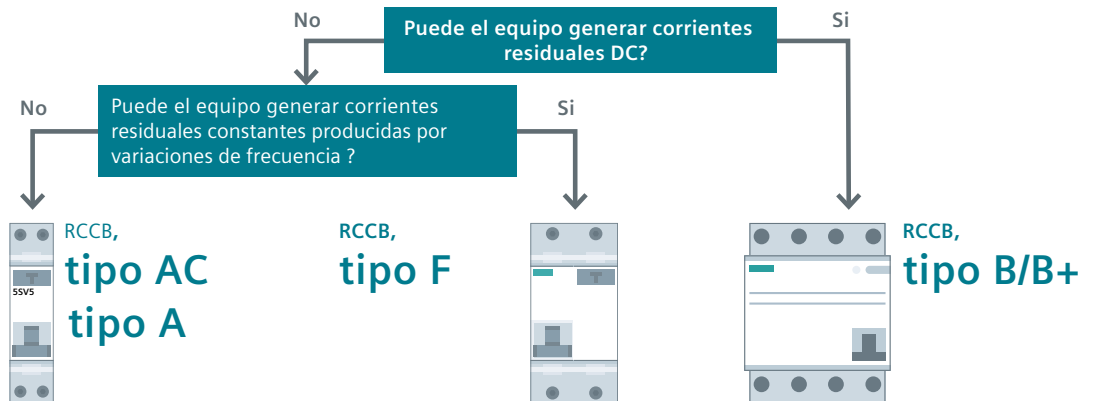 No
Puede el equipo generar corrientes
residuales DC?
Si
No
Puede el equipo generar corrientes
residuales constantes producidas por
variaciones de frecuencia ?
Si
RCCB,
tipo AC
tipo A
5SV5
RCCB,
tipo F
RCCB,
tipo B/B+